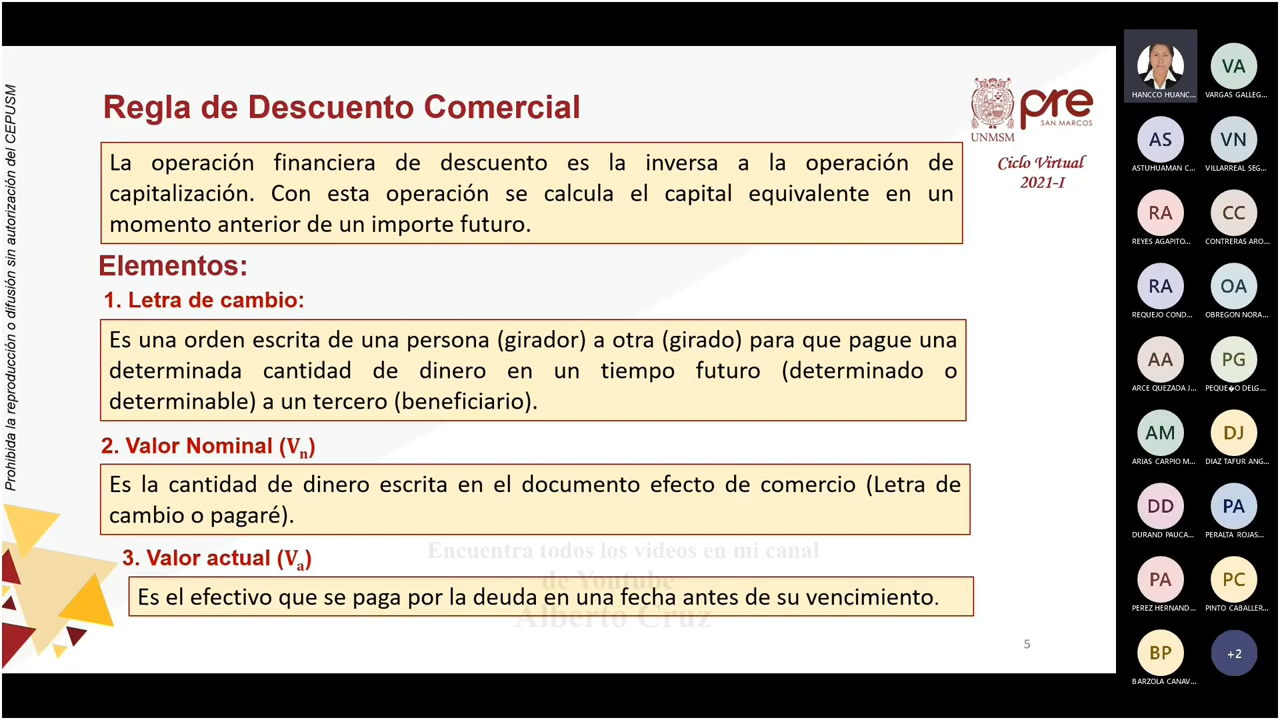 Prohibida la reproducción o difusión sin autorización del CEPUSM
Regla de Descuento Comercial
UNMSM
pre
SAN MARCOS
Ciclo Virtual
2021-I
La operación financiera de descuento es la inversa a la operación de
capitalización. Con esta operación se calcula el capital equivalente en un
momento anterior de un importe futuro.
Elementos:
1. Letra de cambio:
Es una orden escrita de una persona (girador) a otra (girado) para que pague una
determinada cantidad de dinero en un tiempo futuro (determinado o
determinable) a un tercero (beneficiario).
2. Valor Nominal (Vn)
Es la cantidad de dinero escrita en el documento efecto de comercio (Letra de
cambio o pagaré).
3. Valor actual (Va)
Encuentra todos los videos en mi canal
de Youtube
Alberto Cruz
Es el efectivo que se paga por la deuda en una fecha antes de su vencimiento.
5
HANCCO HUANC...
VA
VARGAS GALLEG...
AS
ASTUHUAMAN C...
VN
VILLARREAL SEG...
RA
REYES AGAPITO...
CC
CONTRERAS ARO...
RA
REQUEJO COND...
OA
OBREGON NORA...
AA
ARCE QUEZADA J...
PG
PEQUE�O DELG...
AM
ARIAS CARPIO M...
DJ
DIAZ TAFUR ANG...
DD
DURAND PAUCA...
PA
PERALTA ROJAS...
PA
PEREZ HERNAND...
PC
PINTO CABALLER...
BP
BARZOLA CANAV...
+2